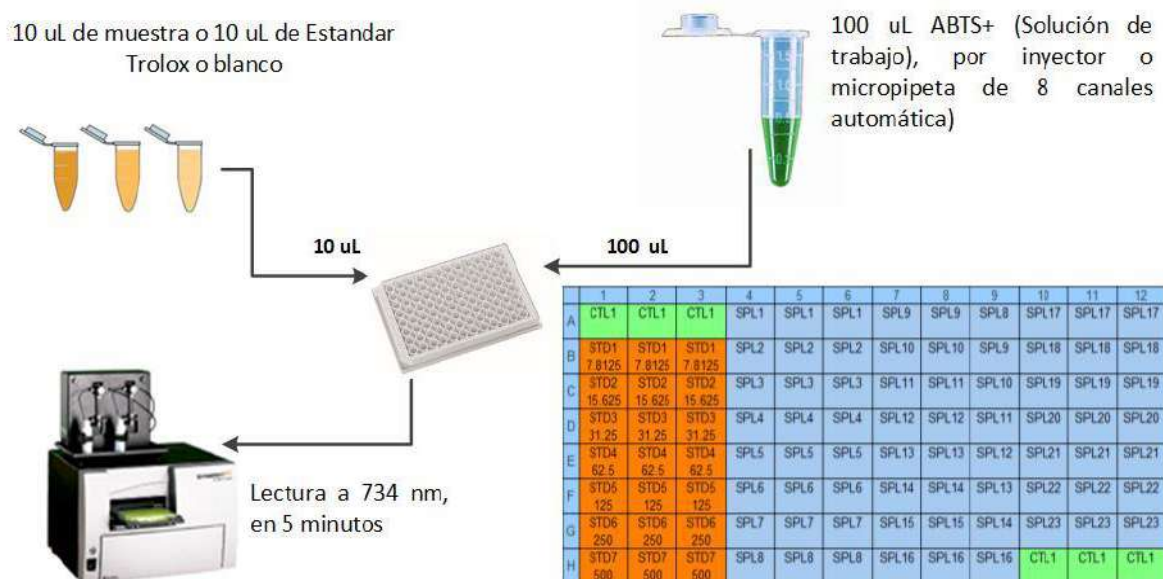 10 uL de muestra o 10 uL de Estandar
Trolox o blanco
100 uL ABTS+ (Solución de
trabajo), por inyector o
micropipeta de 8 canales
automática)
10 uL
100 uL
Lectura a 734 nm,
en 5 minutos
1 2 3 4 5 6 7 8 9 10 11 12
A CTL1 CTL1 CTL1 SPL1 SPL1 SPL1 SPL9 SPL9 SPL8 SPL17 SPL17 SPL17
B STD1 STD1 STD1 SPL2 SPL2 SPL2 SPL10 SPL10 SPL9 SPL18 SPL18 SPL18
7.8125 7.8125 7.8125
C STD2 STD2 STD2 SPL3 SPL3 SPL3 SPL11 SPL11 SPL10 SPL19 SPL19 SPL19
15.625 15.625 15.625
D STD3 STD3 STD3 SPL4 SPL4 SPL4 SPL12 SPL12 SPL11 SPL20 SPL20 SPL20
31.25 31.25 31.25
E STD4 STD4 STD4 SPL5 SPL5 SPL5 SPL13 SPL13 SPL12 SPL21 SPL21 SPL21
62.5 62.5 62.5
F STD5 STD5 STD5 SPL6 SPL6 SPL6 SPL14 SPL14 SPL13 SPL22 SPL22 SPL22
125 125 125
G STD6 STD6 STD6 SPL7 SPL7 SPL7 SPL15 SPL15 SPL14 SPL23 SPL23 SPL23
250 250 250
H STD7 STD7 STD7 SPL8 SPL8 SPL8 SPL16 SPL16 SPL16 CTL1 CTL1 CTL1
500 500 500